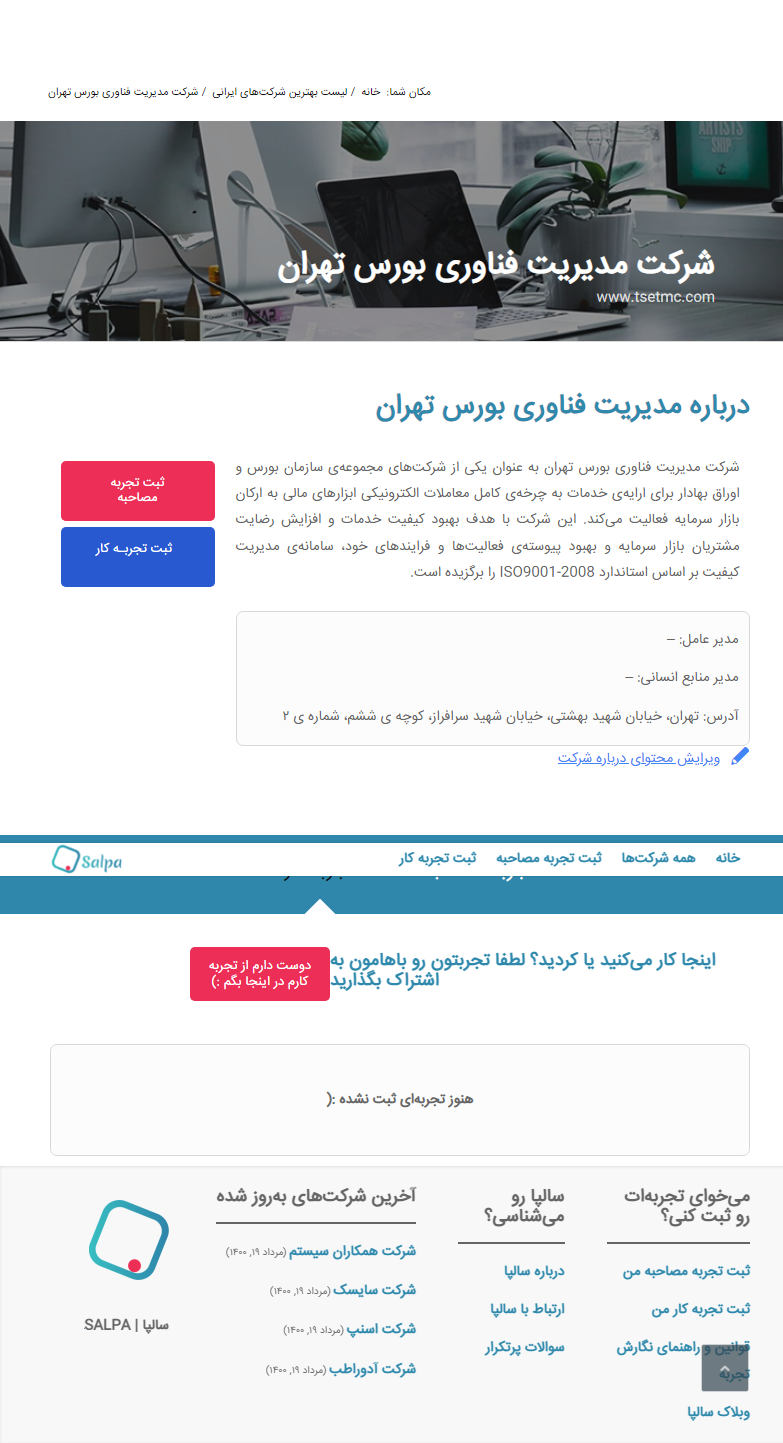 مکان شما: خانه / لیست بهترین شرکت‌های ایرانی / شرکت مدیریت فناوری بورس تهران
ARTISTS
SHIP
شرکت مدیریت فناوری بورس تهران
www.tsetmc.com
درباره مدیریت فناوری بورس تهران
شرکت مدیریت فناوری بورس تهران به عنوان یکی از شرکت‌های مجموعه‌ی سازمان بورس و
اوراق بهادار برای ارایه‌ی خدمات به چرخه‌ی کامل معاملات الکترونیکی ابزارهای مالی به ارکان
بازار سرمایه فعالیت می‌کند. این شرکت با هدف بهبود کیفیت خدمات و افزایش رضایت
مشتریان بازار سرمایه و بهبود پیوسته‌ی فعالیت‌ها و فرایندهای خود، سامانه‌ی مدیریت
کیفیت بر اساس استاندارد ISO9001-2008 را برگزیده است.
ثبت تجربه
مصاحبه
ثبت تجربـه کار
مدیر عامل: –
مدیر منابع انسانی: –
آدرس: تهران، خیابان شهید بهشتی، خیابان شهید سرافراز، کوچه ی ششم، شماره ی ۲
ویرایش محتوای درباره شرکت
خانه
همه شرکت‌ها
ثبت تجربه مصاحبه
ثبت تجربه کار
Salpa
اینجا کار می‌کنید یا کردید؟ لطفا تجربتون رو باهامون به
اشتراک بگذارید
دوست دارم از تجربه
کارم در اینجا بگم :)
هنوز تجربه‌ای ثبت نشده :(
می‌خوای تجربه‌ات
رو ثبت کنی؟
ثبت تجربه مصاحبه من
ثبت تجربه کار من
قوانین و راهنمای نگارش
تجربه
وبلاگ سالپا
سالپا رو
می‌شناسی؟
درباره سالپا
ارتباط با سالپا
سوالات پرتکرار
آخرین شرکت‌های به‌روز شده
شرکت همکاران سیستم (مرداد ۱۹, ۱۴۰۰)
شرکت سایسک (مرداد ۱۹, ۱۴۰۰)
شرکت اسنپ (مرداد ۱۹, ۱۴۰۰)
شرکت آدوراطب (مرداد ۱۹, ۱۴۰۰)
سالپا | SALPA